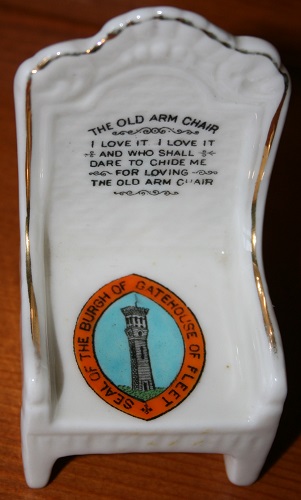 THE OLD ARM CHAIR
I LOVE IT I LOVE IT
AND WHO SHALL
DARE TO CHIDE ME
FOR LOVING
THE OLD ARM CHAIR
SEAL OF THE BURGH OF GATEHOUSE OF FLEET